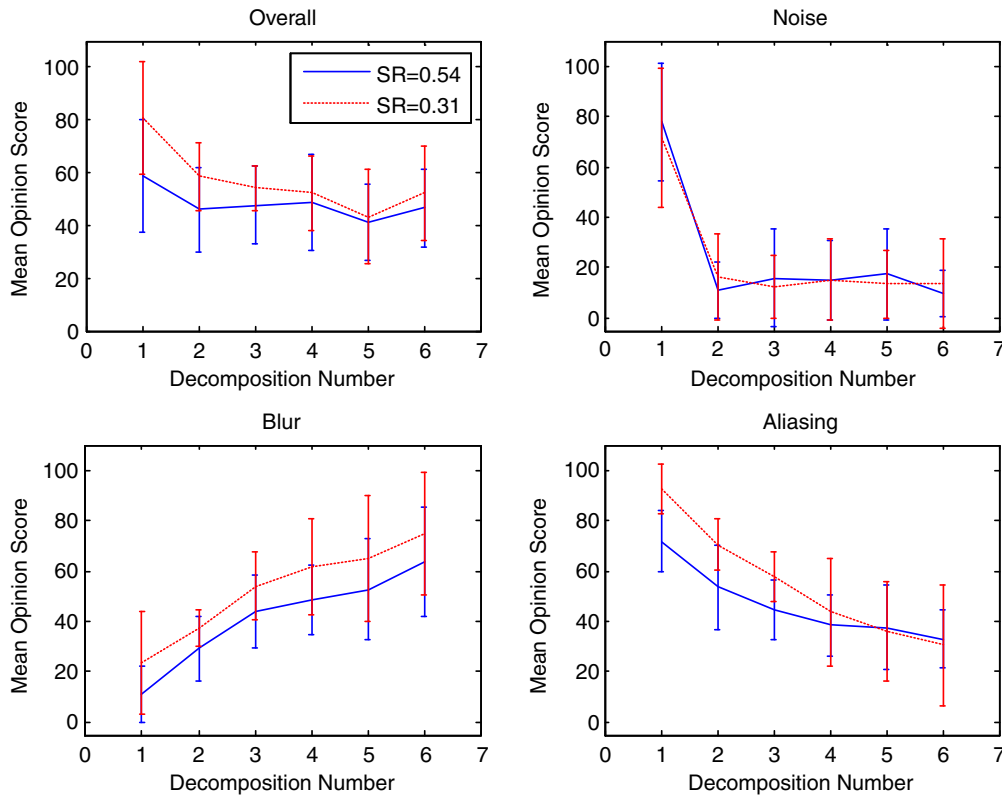 Overall
Mean Opinion Score
100
80
60
40
20
0
SR=0.54
SR=0.31
0 1 2 3 4 5 6 7
Decomposition Number
Noise
Mean Opinion Score
100
80
60
40
20
0
0 1 2 3 4 5 6 7
Decomposition Number
Blur
Mean Opinion Score
100
80
60
40
20
0
0 1 2 3 4 5 6 7
Decomposition Number
Aliasing
Mean Opinion Score
100
80
60
40
20
0
0 1 2 3 4 5 6 7
Decomposition Number